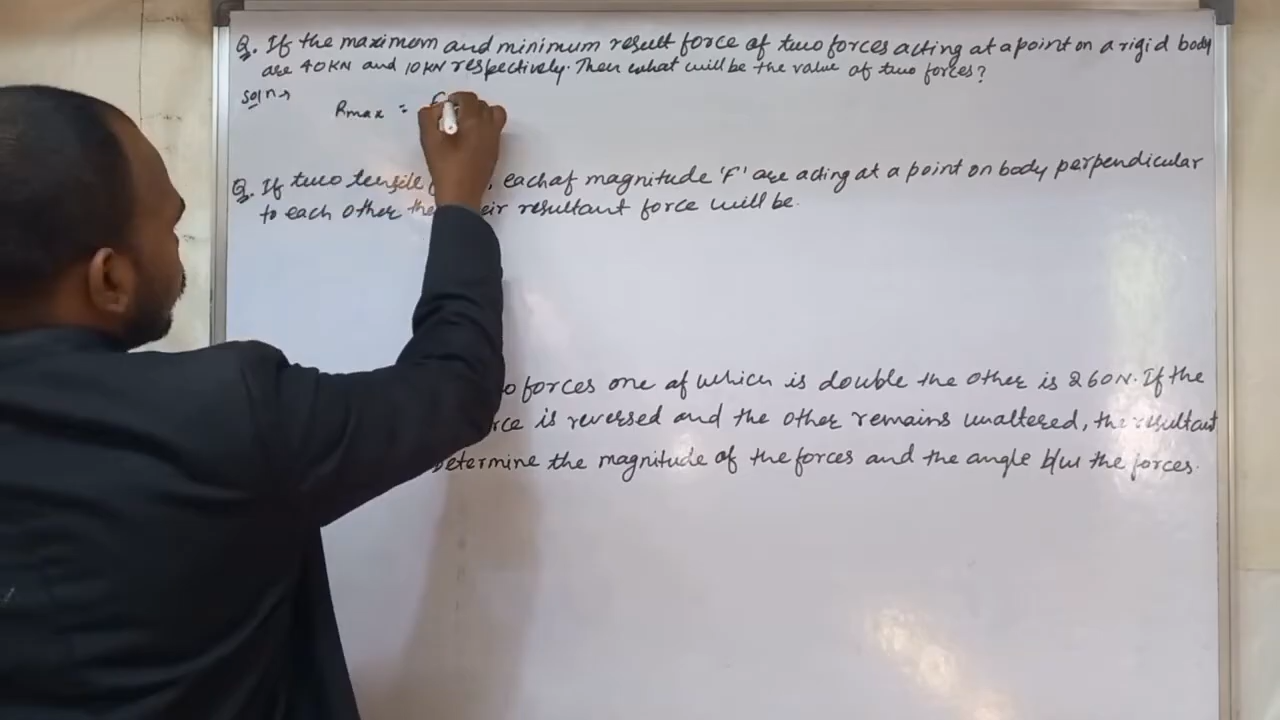 Q. If the maximum and minimum result force of two forces acting at a point on a rigid body
are 40KN and 10KN respectively. Then what will be the value of two forces?
Soln→
Rmax = F
Q. If two tensile , each of magnitude 'F' are acting at a point on body perpendicular
to each other resultant force will be.
forces one of which is double the other is 260N. If the
is reversed and the other remains unaltered, the resultant
Determine the magnitude of the forces and the angle b/w the forces.